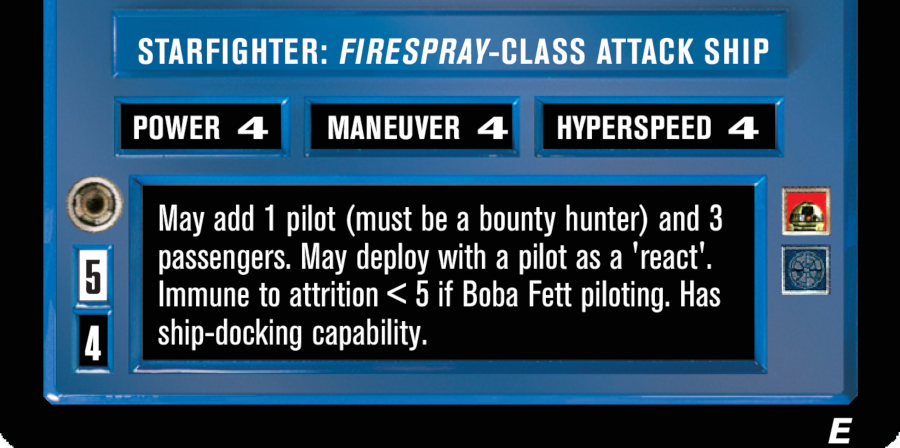 STARFIGHTER: FIRESPRAY-CLASS ATTACK SHIP
POWER 4
MANEUVER 4
HYPERSPEED 4
May add 1 pilot (must be a bounty hunter) and 3
passengers. May deploy with a pilot as a 'react'.
Immune to attrition < 5 if Boba Fett piloting. Has
ship-docking capability.
5
4
E